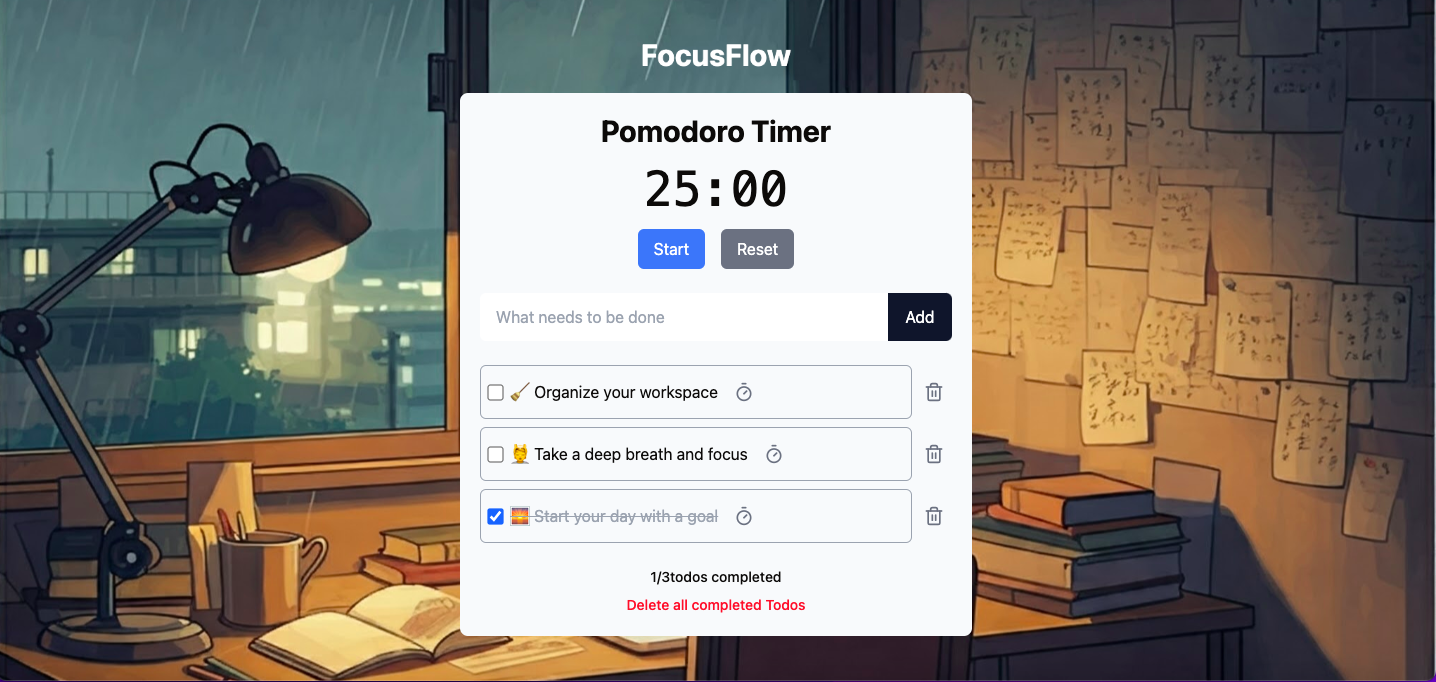 FocusFlow
Pomodoro Timer
25:00
Start Reset
What needs to be done Add
🧹 Organize your workspace
💆 Take a deep breath and focus
🌅 Start your day with a goal
1/3todos completed
Delete all completed Todos